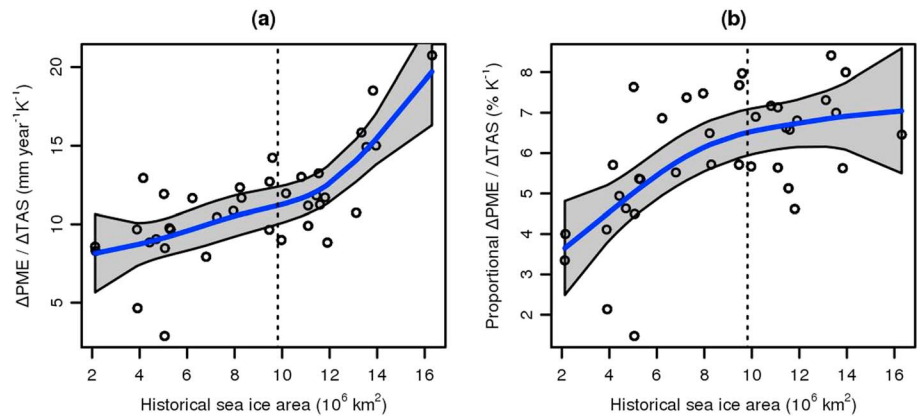 (a)
ΔPME / ΔTAS (mm year⁻¹K⁻¹)
20
15
10
5
2 4 6 8 10 12 14 16
Historical sea ice area (10⁶ km²)
(b)
Proportional ΔPME / ΔTAS (% K⁻¹)
8
7
6
5
4
3
2
2 4 6 8 10 12 14 16
Historical sea ice area (10⁶ km²)